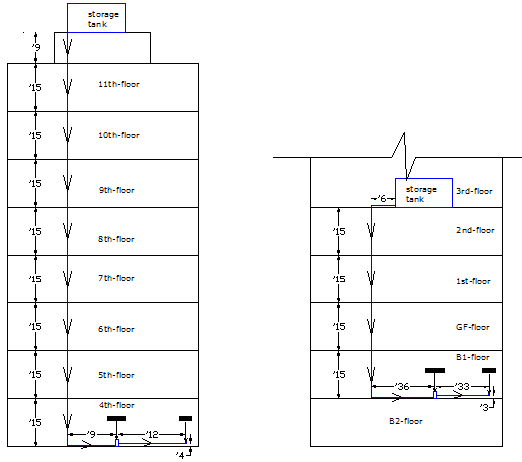 storage
tank
'9
'15
11th-floor
'15
10th-floor
'15
9th-floor
'15
8th-floor
'15
7th-floor
'15
6th-floor
'15
5th-floor
'15
4th-floor
'9
'12
'4
storage
tank
3rd-floor
'6
'15
2nd-floor
'15
1st-floor
'15
GF-floor
'15
B1-floor
'36
'33
'3
B2-floor